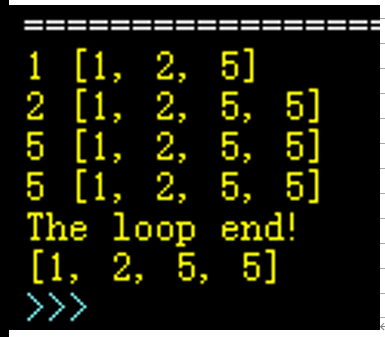 ==================
1 [1, 2, 5]
2 [1, 2, 5, 5]
5 [1, 2, 5, 5]
5 [1, 2, 5, 5]
The loop end!
[1, 2, 5, 5]
>>>